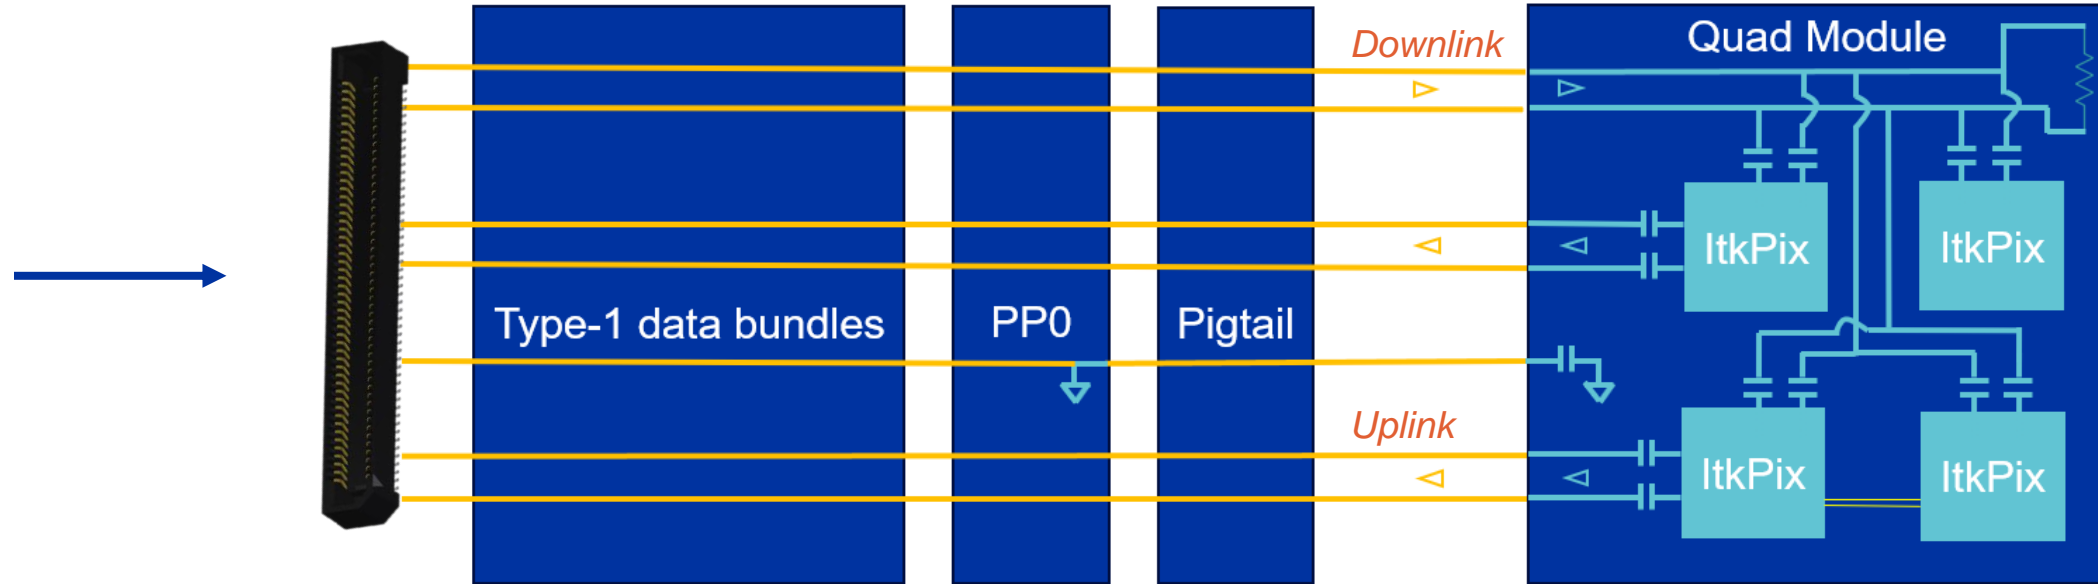 Downlink
Quad Module
ItkPix
ItkPix
Type-1 data bundles
PP0
Pigtail
Uplink
ItkPix
ItkPix